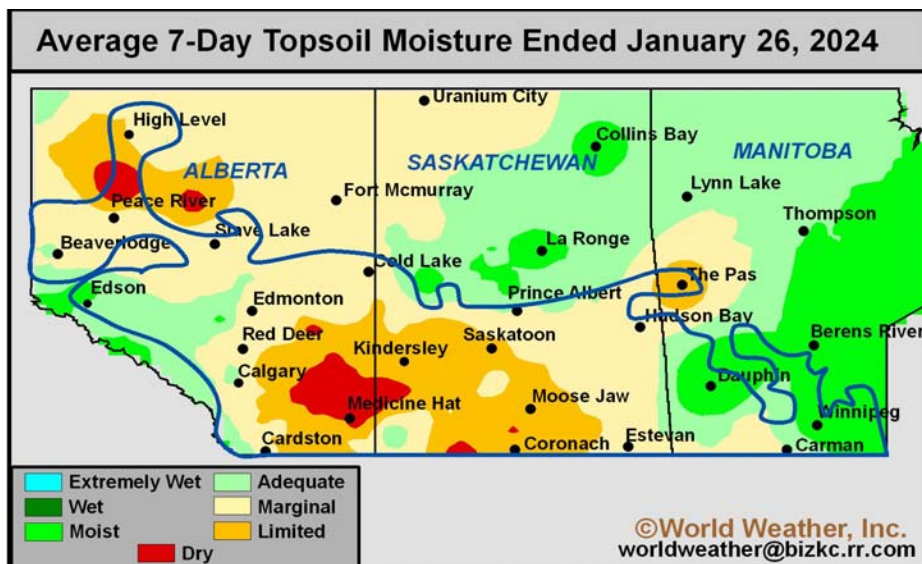 Average 7-Day Topsoil Moisture Ended January 26, 2024
Uranium City
High Level
Collins Bay
ALBERTA
SASKATCHEWAN
MANITOBA
Fort Mcmurray
Lynn Lake
Peace River
Thompson
Slave Lake
La Ronge
Beaverlodge
Cold Lake
The Pas
Edson
Prince Albert
Edmonton
Hudson Bay
Red Deer
Saskatoon
Berens River
Kindersley
Calgary
Dauphin
Medicine Hat
Moose Jaw
Winnipeg
Cardston
Coronach
Estevan
Carman
Extremely Wet
Adequate
Wet
Marginal
Moist
Limited
Dry
©World Weather, Inc.
worldweather@bizkc.rr.com